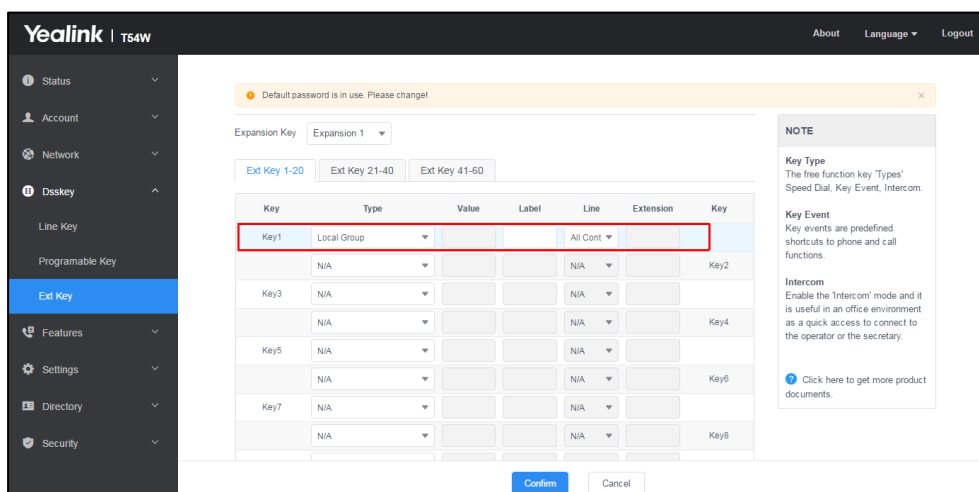 Yealink | T54W
About Language Logout
Status
Account
Network
Dsskey
Line Key
Programable Key
Ext Key
Features
Settings
Directory
Security
Default password is in use. Please change!
Expansion Key Expansion 1
Ext Key 1-20 Ext Key 21-40 Ext Key 41-60
Key Type Value Label Line Extension Key
Key1 Local Group All Cont
N/A N/A Key2
Key3 N/A N/A
N/A N/A Key4
Key5 N/A N/A
N/A N/A Key6
Key7 N/A N/A
N/A N/A Key8
Confirm Cancel
NOTE
Key Type
The free function key 'Types'
Speed Dial, Key Event, Intercom.
Key Event
Key events are predefined
shortcuts to phone and call
functions.
Intercom
Enable the 'Intercom' mode and it
is useful in an office environment
as a quick access to connect to
the operator or the secretary.
Click here to get more product
documents.